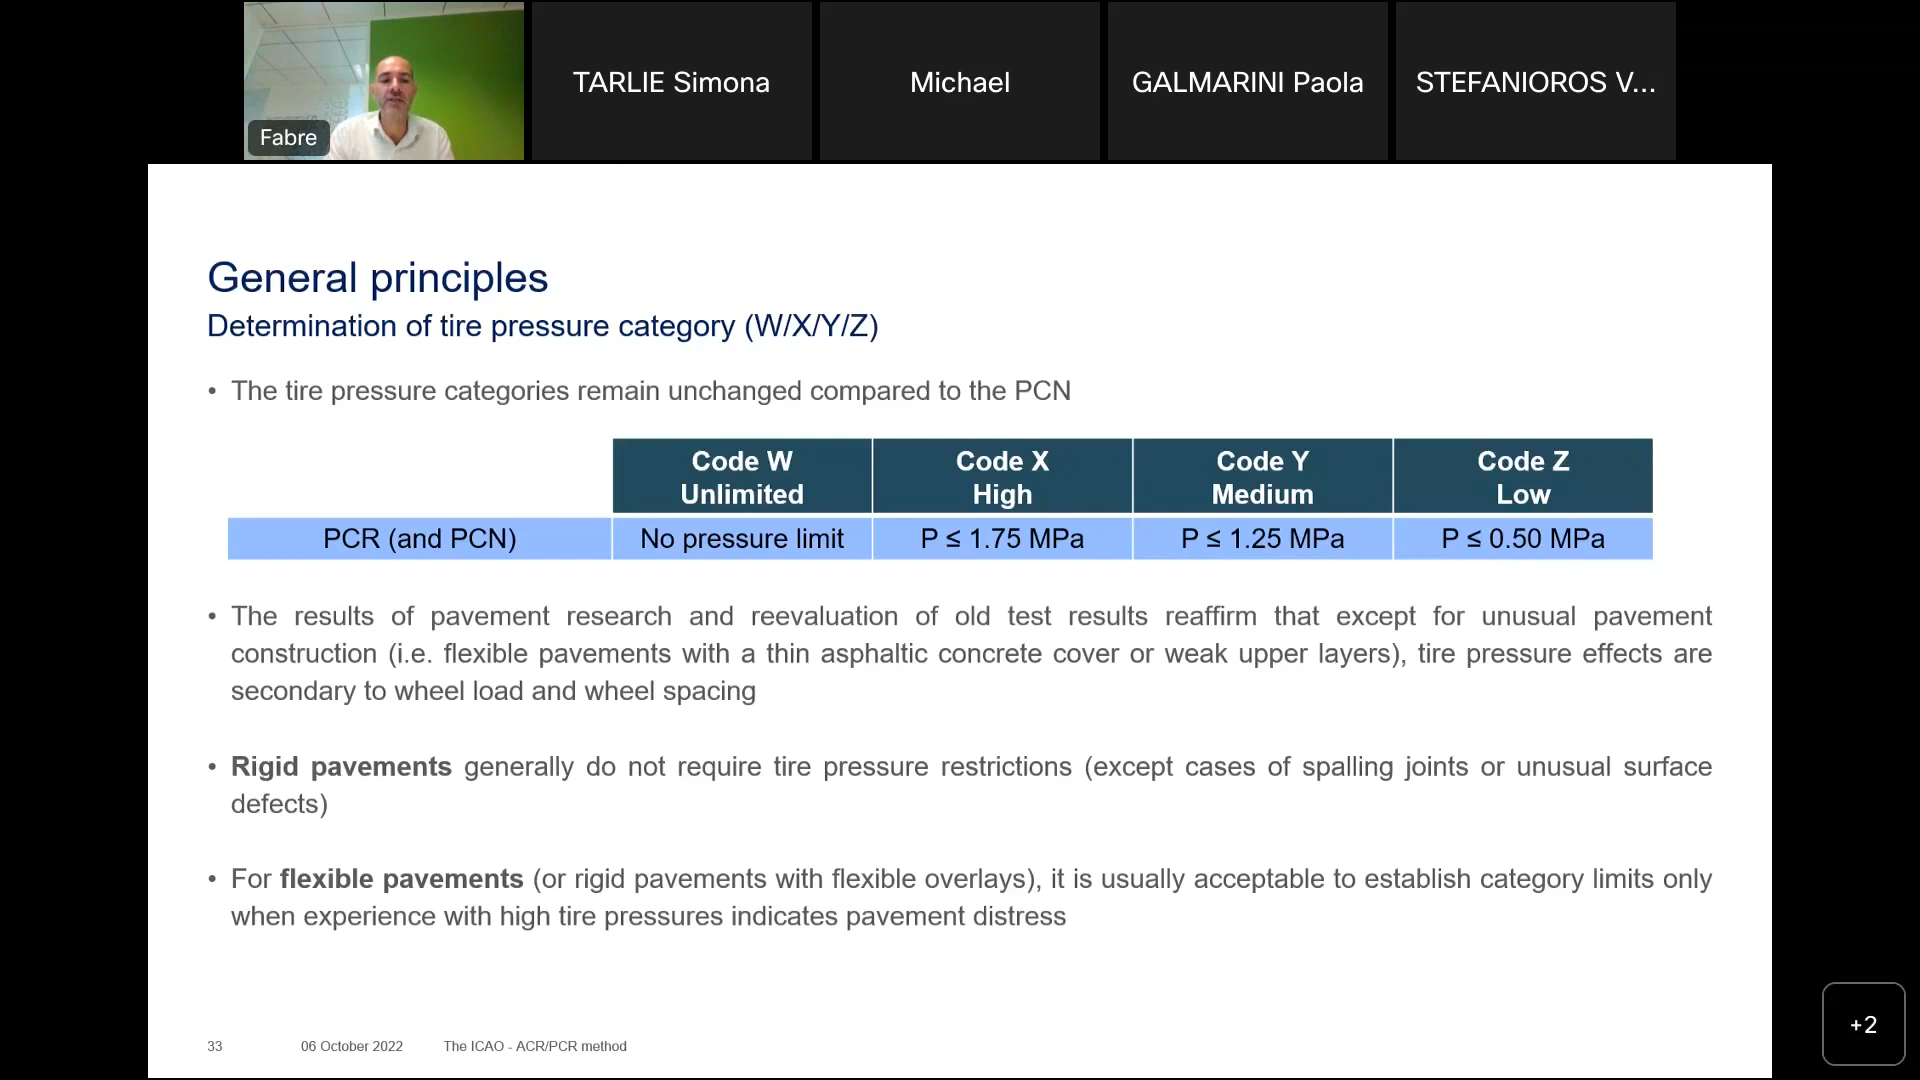 Fabre
TARLIE Simona
Michael
GALMARINI Paola
STEFANIOROS V...
General principles
Determination of tire pressure category (W/X/Y/Z)
• The tire pressure categories remain unchanged compared to the PCN
Code W Unlimited
Code X High
Code Y Medium
Code Z Low
PCR (and PCN)
No pressure limit
P ≤ 1.75 MPa
P ≤ 1.25 MPa
P ≤ 0.50 MPa
• The results of pavement research and reevaluation of old test results reaffirm that except for unusual pavement
construction (i.e. flexible pavements with a thin asphaltic concrete cover or weak upper layers), tire pressure effects are
secondary to wheel load and wheel spacing
• Rigid pavements generally do not require tire pressure restrictions (except cases of spalling joints or unusual surface
defects)
• For flexible pavements (or rigid pavements with flexible overlays), it is usually acceptable to establish category limits only
when experience with high tire pressures indicates pavement distress
33
06 October 2022
The ICAO - ACR/PCR method
+2